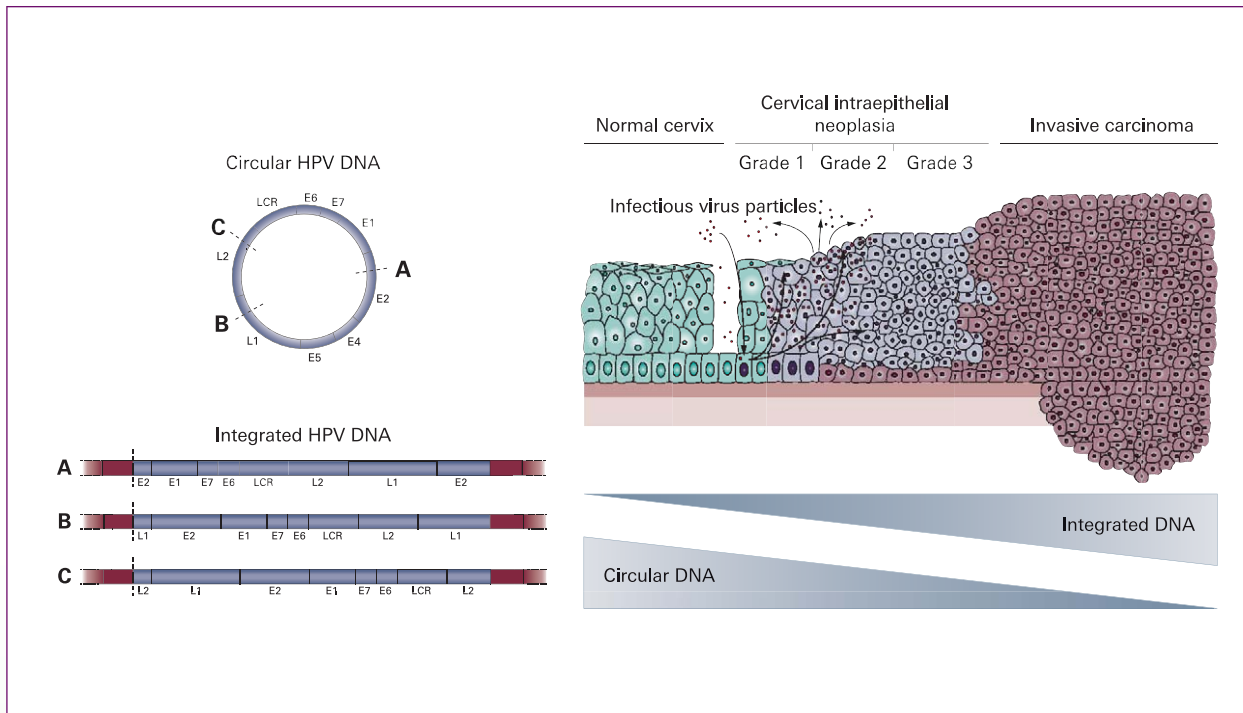 Circular HPV DNA
LCR
E6
E7
E1
C
A
L2
E2
B
L1
E4
E5
Integrated HPV DNA
A
E2 E1 E7 E6 LCR L2 L1 E2
B
L1 E2 E1 E7 E6 LCR L2 L1
C
L2 L1 E2 E1 E7 E6 LCR L2
Normal cervix
Cervical intraepithelial
neoplasia
Invasive carcinoma
Grade 1 Grade 2 Grade 3
Infectious virus particles
Integrated DNA
Circular DNA